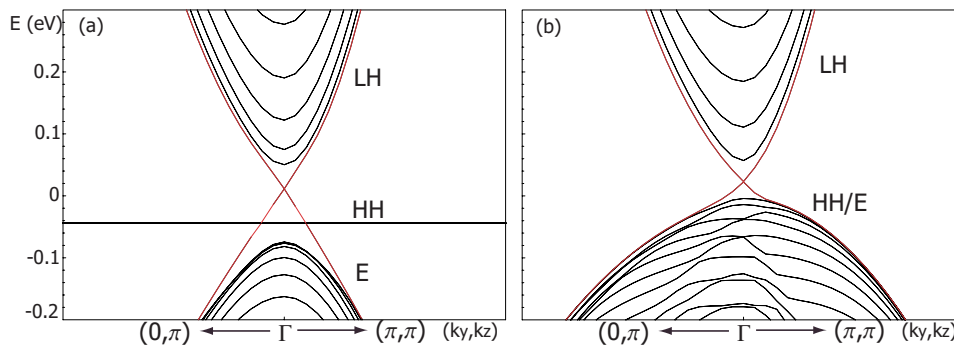 E (eV)
(a)
(b)
0.2
0.1
0
-0.1
-0.2
LH
HH
E
LH
HH/E
(0,π)
Γ
(π,π)
(ky,kz)
(0,π)
Γ
(π,π)
(ky,kz)